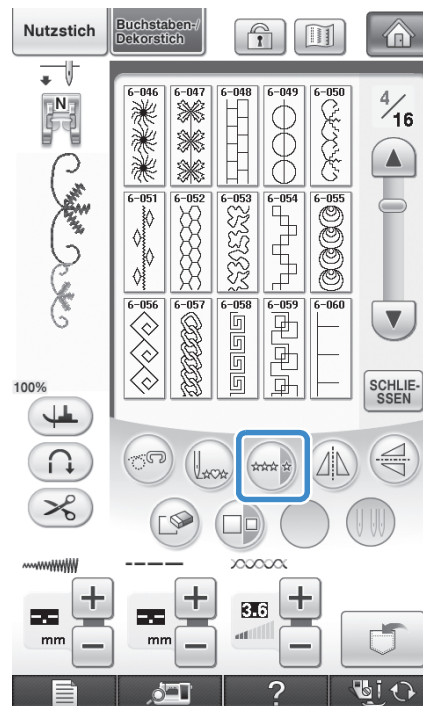 Nutzstich
Buchstaben-/
Dekorstich
N
6-046 6-047 6-048 6-049 6-050
4/16
6-051 6-052 6-053 6-054 6-055
6-056 6-057 6-058 6-059 6-060
100%
SCHLIE-
SSEN
+ + 3.6 +
mm - mm - -
?